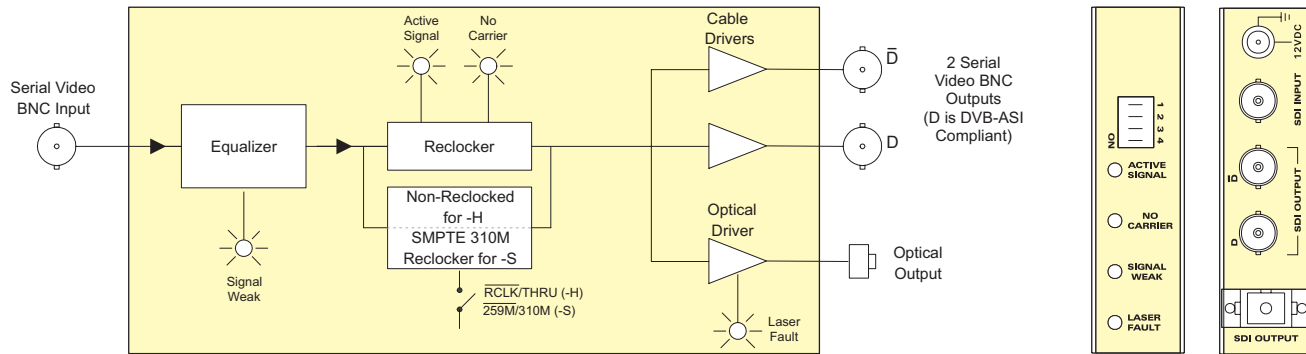 Serial Video
BNC Input
Equalizer
Signal
Weak
Active
Signal
No
Carrier
Reclocker
Non-Reclocked
for -H
SMPTE 310M
Reclocker for -S
RCLK/THRU (-H)
259M/310M (-S)
Cable
Drivers
Optical
Driver
Laser
Fault
D̅
D
2 Serial
Video BNC
Outputs
(D is DVB-ASI
Compliant)
Optical
Output
1
2
3
4
NO
ACTIVE
SIGNAL
NO
CARRIER
SIGNAL
WEAK
LASER
FAULT
12VDC
SDI INPUT
D̅
D
SDI OUTPUT
SDI OUTPUT